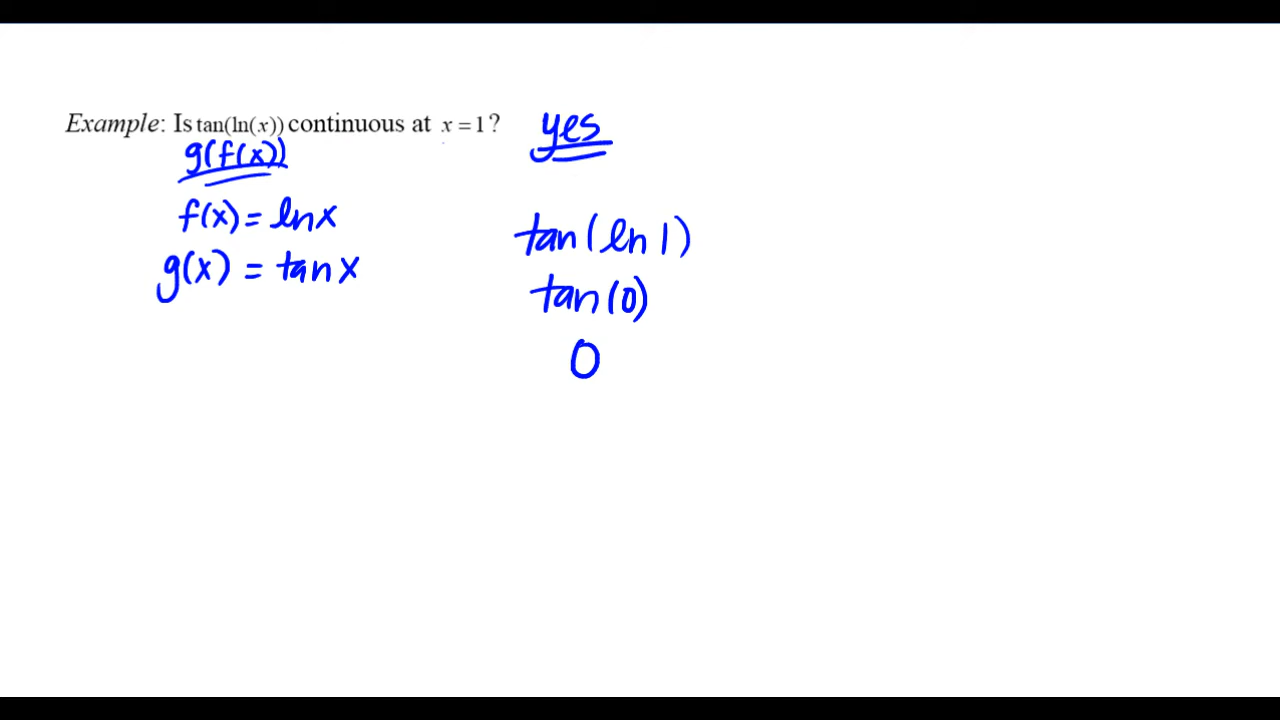 Example: Is tan(ln(x)) continuous at x = 1?
yes
g(f(x))
f(x) = ln x
g(x) = tan x
tan(ln 1)
tan(0)
0